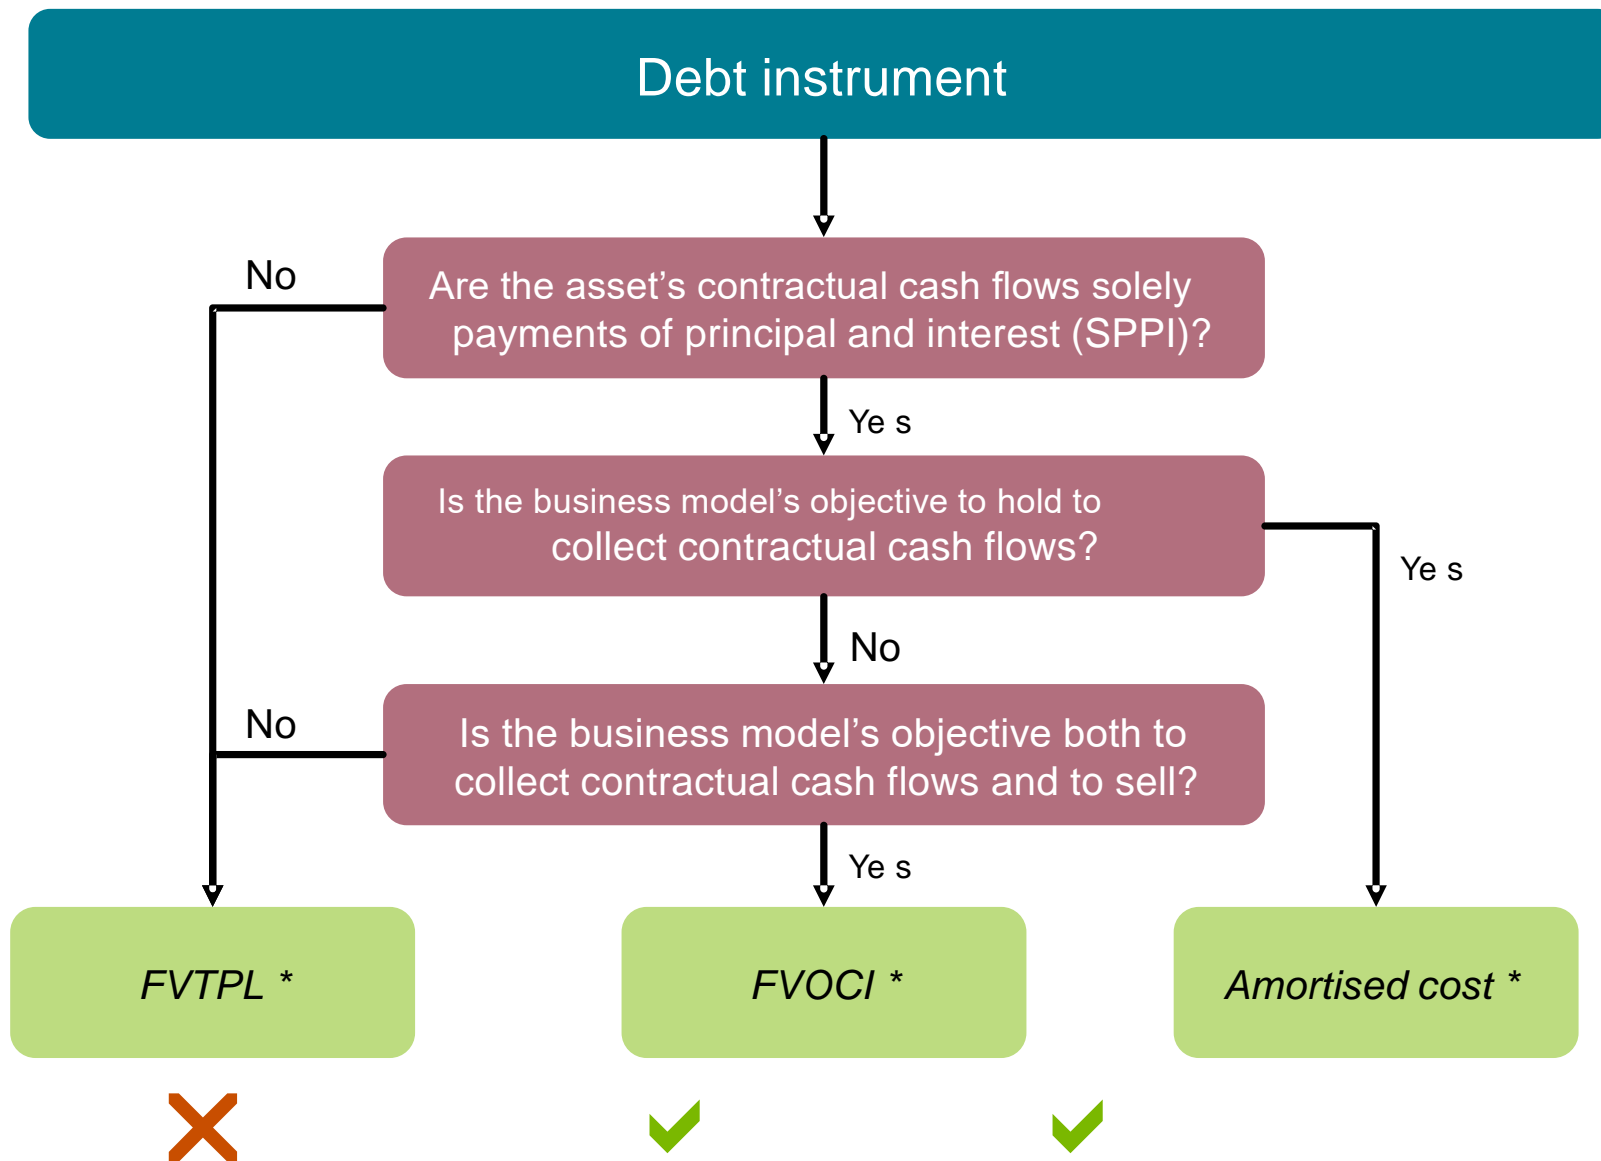 Debt instrument
No
Are the asset’s contractual cash flows solely
payments of principal and interest (SPPI)?
Ye s
Is the business model’s objective to hold to
collect contractual cash flows?
Ye s
No
No
Is the business model’s objective both to
collect contractual cash flows and to sell?
Ye s
FVTPL *
FVOCI *
Amortised cost *